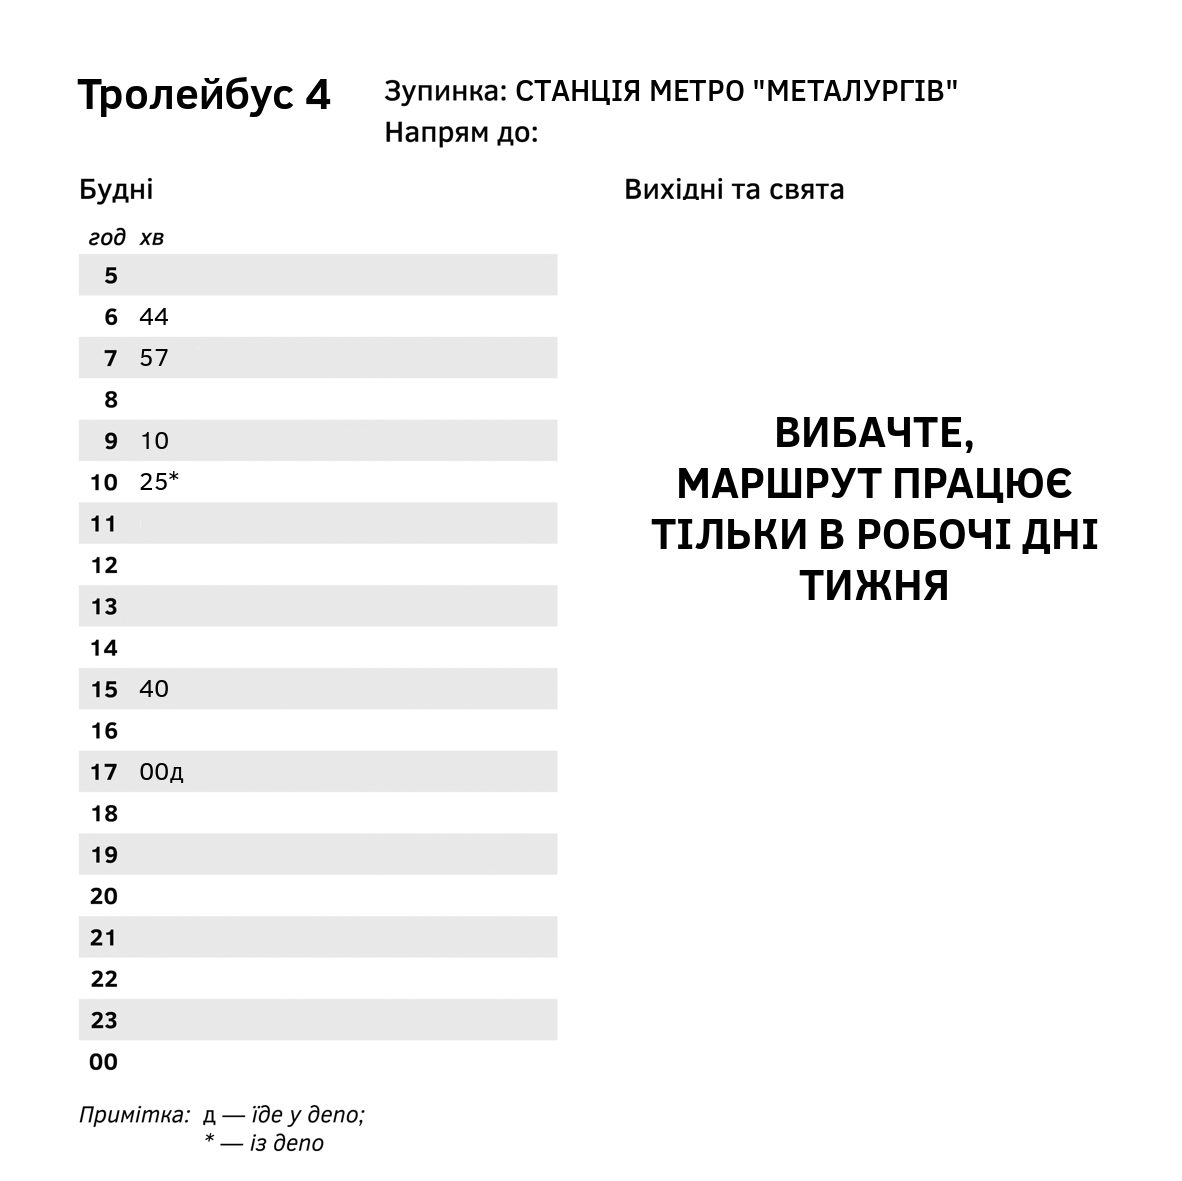 Тролейбус 4
Зупинка: СТАНЦІЯ МЕТРО "МЕТАЛУРГІВ"
Напрям до:
Будні
год хв
5
6 44
7 57
8
9 10
10 25*
11
12
13
14
15 40
16
17 00д
18
19
20
21
22
23
00
Примітка: д — їде у депо;
* — із депо
Вихідні та свята
ВИБАЧТЕ,
МАРШРУТ ПРАЦЮЄ
ТІЛЬКИ В РОБОЧІ ДНІ
ТИЖНЯ